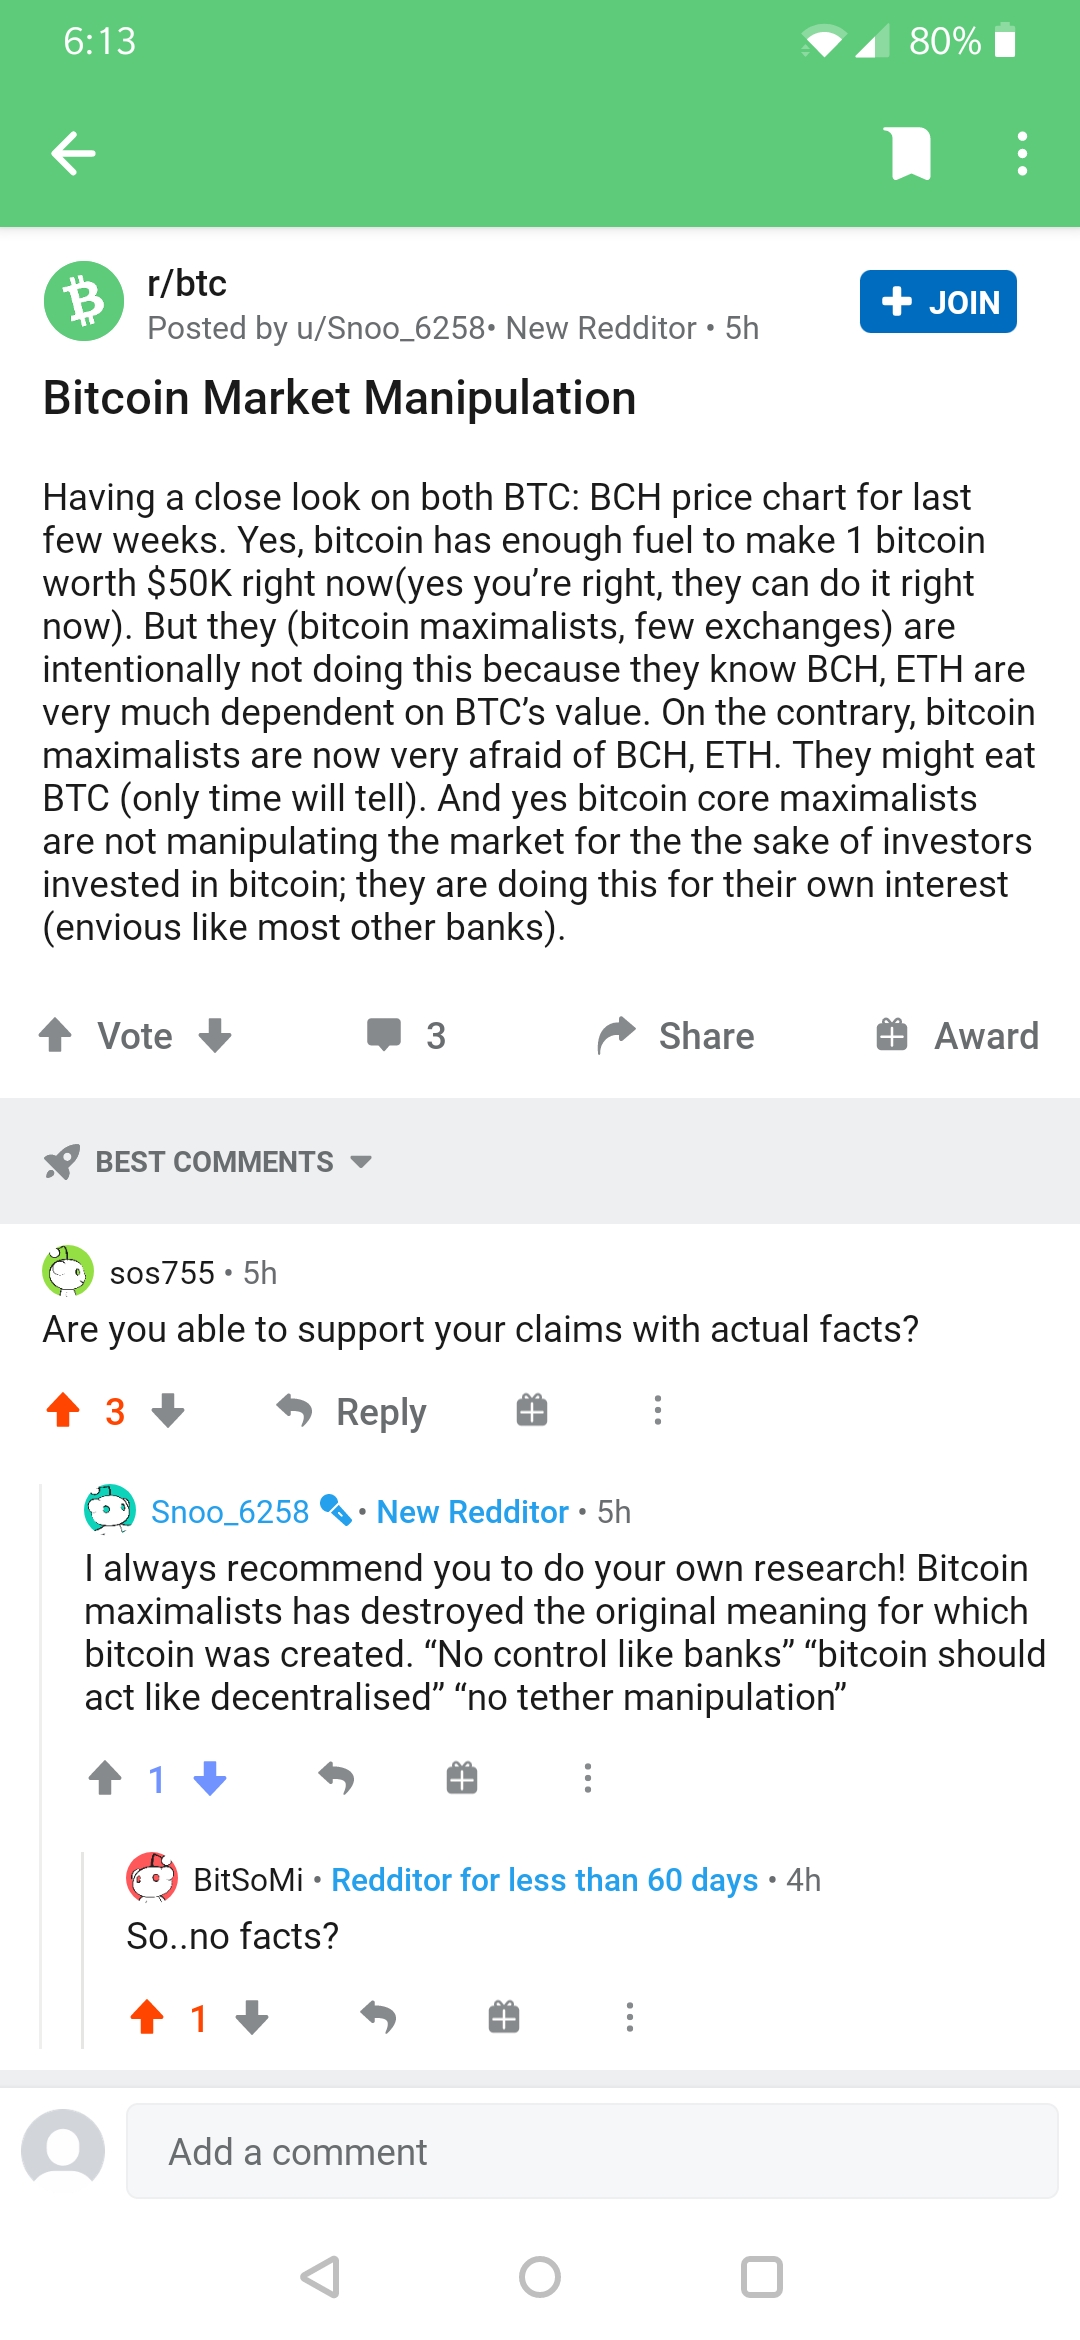 6:13
80%
r/btc
Posted by u/Snoo_6258• New Redditor • 5h
JOIN
Bitcoin Market Manipulation
Having a close look on both BTC: BCH price chart for last
few weeks. Yes, bitcoin has enough fuel to make 1 bitcoin
worth $50K right now(yes you’re right, they can do it right
now). But they (bitcoin maximalists, few exchanges) are
intentionally not doing this because they know BCH, ETH are
very much dependent on BTC’s value. On the contrary, bitcoin
maximalists are now very afraid of BCH, ETH. They might eat
BTC (only time will tell). And yes bitcoin core maximalists
are not manipulating the market for the the sake of investors
invested in bitcoin; they are doing this for their own interest
(envious like most other banks).
Vote 3 Share Award
BEST COMMENTS
sos755 • 5h
Are you able to support your claims with actual facts?
3 Reply
Snoo_6258 • New Redditor • 5h
I always recommend you to do your own research! Bitcoin
maximalists has destroyed the original meaning for which
bitcoin was created. “No control like banks” “bitcoin should
act like decentralised” “no tether manipulation”
1
BitSoMi • Redditor for less than 60 days • 4h
So..no facts?
1
Add a comment